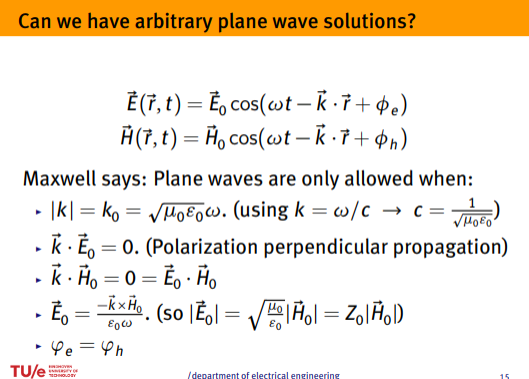 Can we have arbitrary plane wave solutions?
$\vec{E}(\vec{r},t) = \vec{E}_0 \cos(\omega t - \vec{k} \cdot \vec{r} + \phi_e)$
$\vec{H}(\vec{r},t) = \vec{H}_0 \cos(\omega t - \vec{k} \cdot \vec{r} + \phi_h)$
Maxwell says: Plane waves are only allowed when:
▸ $|k| = k_0 = \sqrt{\mu_0 \varepsilon_0}\omega$. (using $k = \omega/c \rightarrow c = \frac{1}{\sqrt{\mu_0 \varepsilon_0}}$)
▸ $\vec{k} \cdot \vec{E}_0 = 0$. (Polarization perpendicular propagation)
▸ $\vec{k} \cdot \vec{H}_0 = 0 = \vec{E}_0 \cdot \vec{H}_0$
▸ $\vec{E}_0 = \frac{-\vec{k} \times \vec{H}_0}{\varepsilon_0 \omega}$. (so $|\vec{E}_0| = \sqrt{\frac{\mu_0}{\varepsilon_0}}|\vec{H}_0| = Z_0|\vec{H}_0|$)
▸ $\varphi_e = \varphi_h$
TU/e EINDHOVEN UNIVERSITY OF TECHNOLOGY
/department of electrical engineering
15